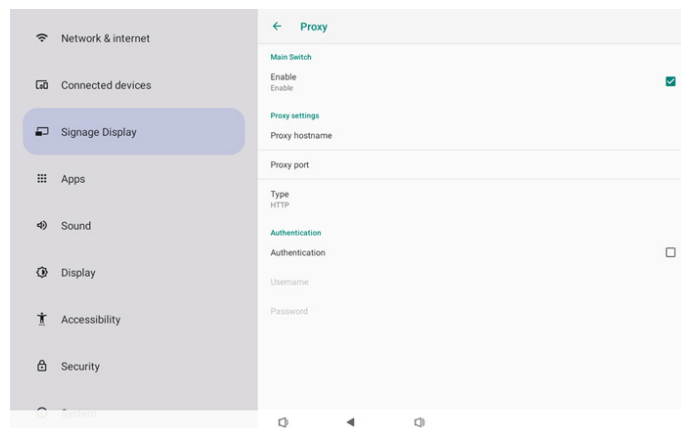 Network & internet
Connected devices
Signage Display
Apps
Sound
Display
Accessibility
Security
System
Proxy
Main Switch
Enable
Enable
Proxy settings
Proxy hostname
Proxy port
Type
HTTP
Authentication
Authentication
Username
Password